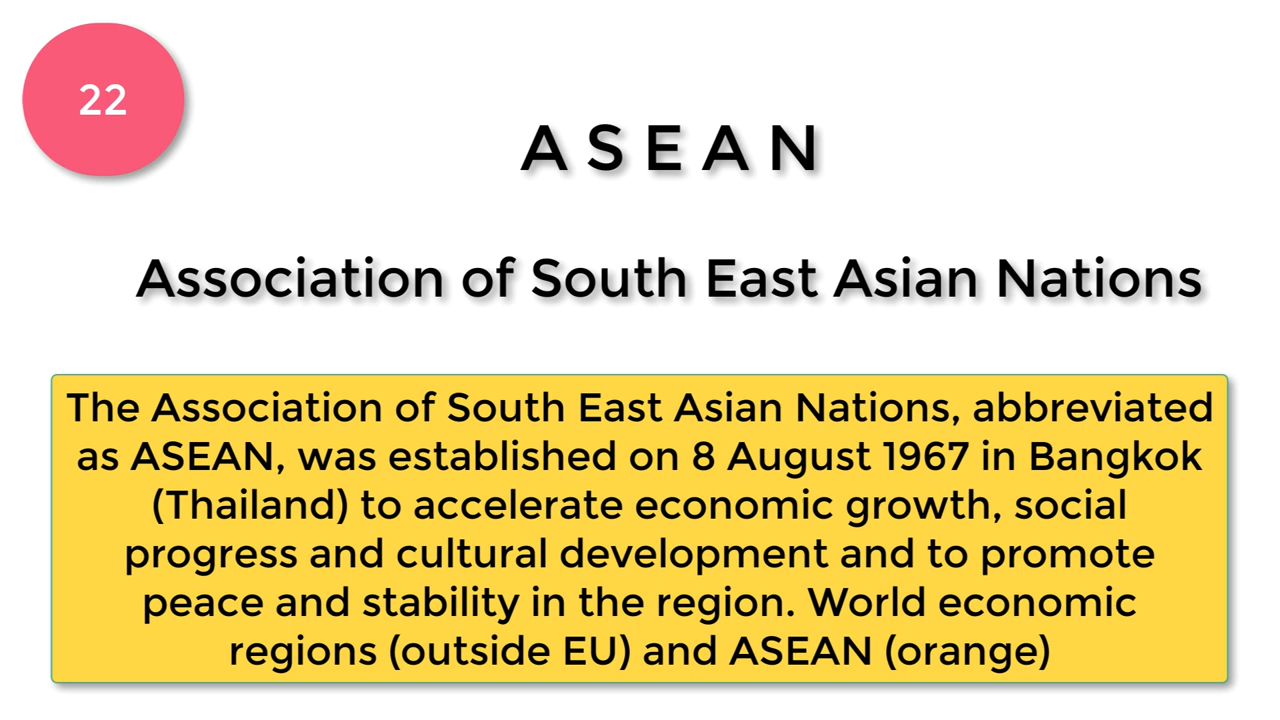 22
A S E A N
Association of South East Asian Nations
The Association of South East Asian Nations, abbreviated
as ASEAN, was established on 8 August 1967 in Bangkok
(Thailand) to accelerate economic growth, social
progress and cultural development and to promote
peace and stability in the region. World economic
regions (outside EU) and ASEAN (orange)